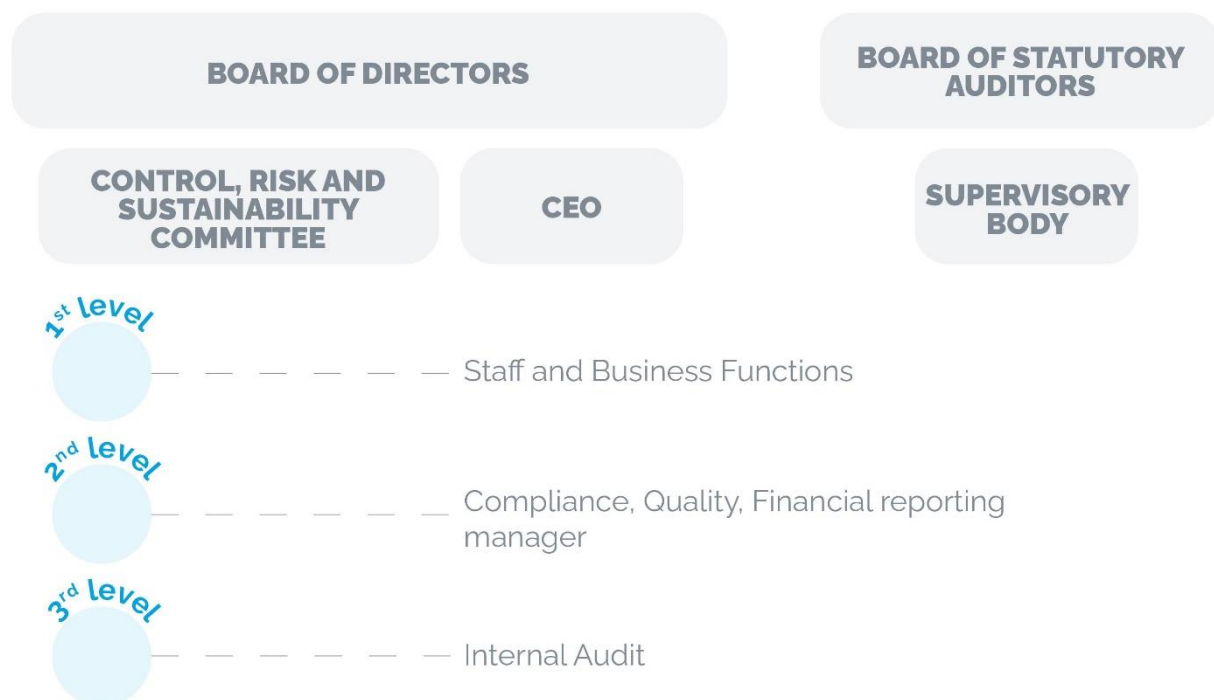 BOARD OF DIRECTORS
BOARD OF STATUTORY
AUDITORS
CONTROL, RISK AND
SUSTAINABILITY
COMMITTEE
CEO
SUPERVISORY
BODY
1st level
Staff and Business Functions
2nd level
Compliance, Quality, Financial reporting
manager
3rd level
Internal Audit